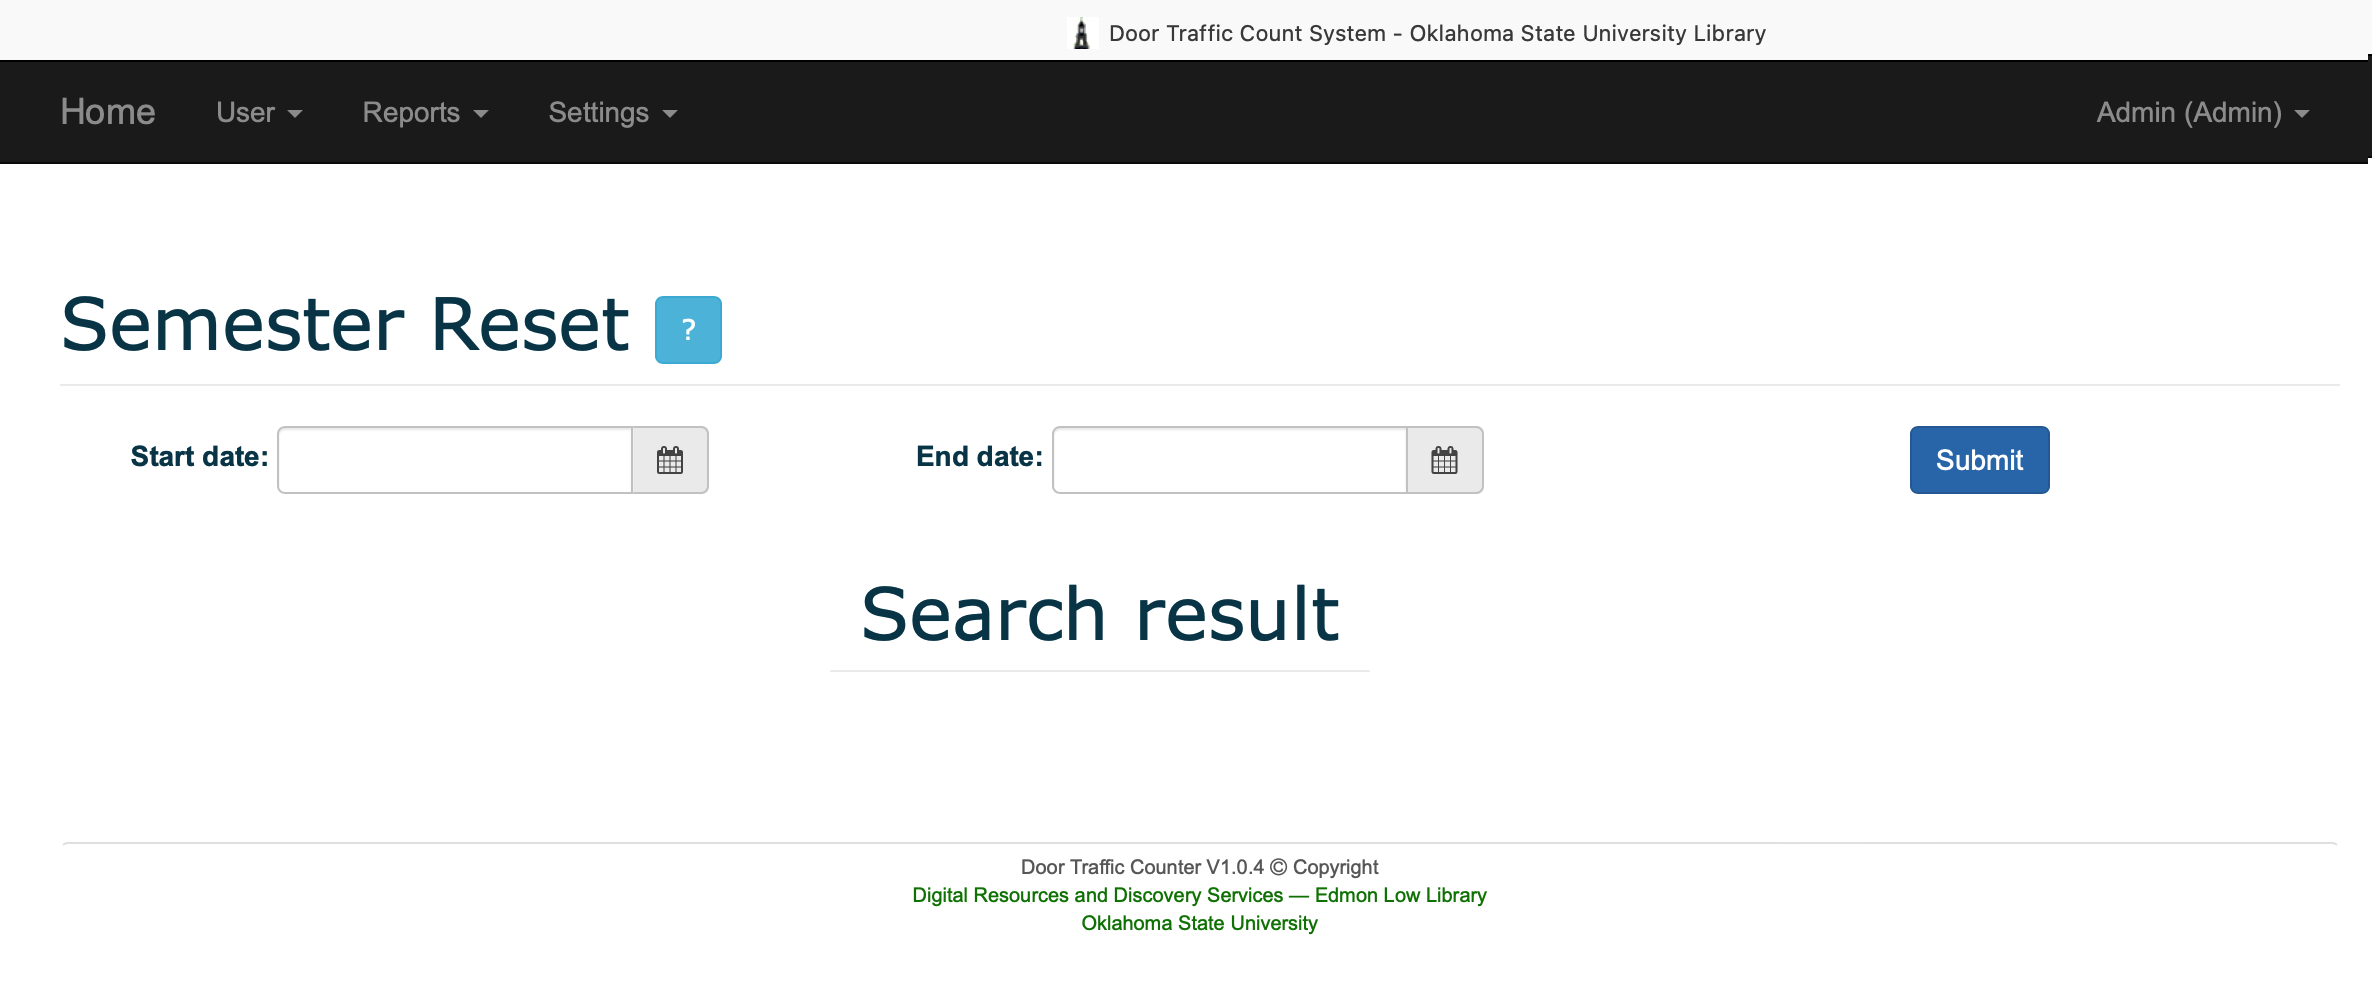 Door Traffic Count System - Oklahoma State University Library
Home User Reports Settings Admin (Admin)
Semester Reset ?
Start date: End date: Submit
Search result
Door Traffic Counter V1.0.4 © Copyright
Digital Resources and Discovery Services — Edmon Low Library
Oklahoma State University